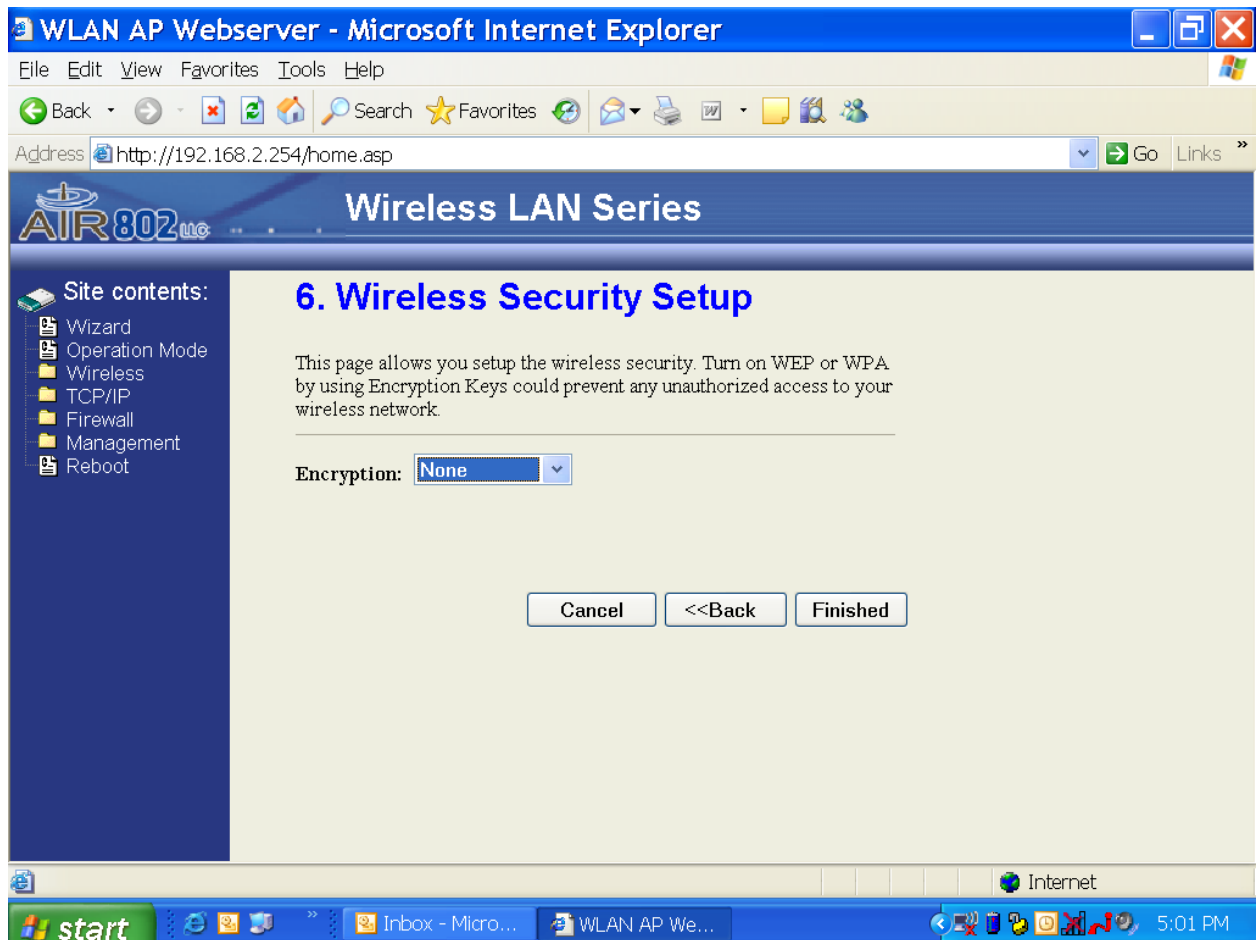 WLAN AP Webserver - Microsoft Internet Explorer
File Edit View Favorites Tools Help
Back Search Favorites
Address http://192.168.2.254/home.asp Go Links »
AIR802 LLC Wireless LAN Series
Site contents:
Wizard
Operation Mode
Wireless
TCP/IP
Firewall
Management
Reboot
6. Wireless Security Setup
This page allows you setup the wireless security. Turn on WEP or WPA
by using Encryption Keys could prevent any unauthorized access to your
wireless network.
Encryption: None
Cancel <<Back Finished
Internet
start » Inbox - Micro... WLAN AP We... 5:01 PM